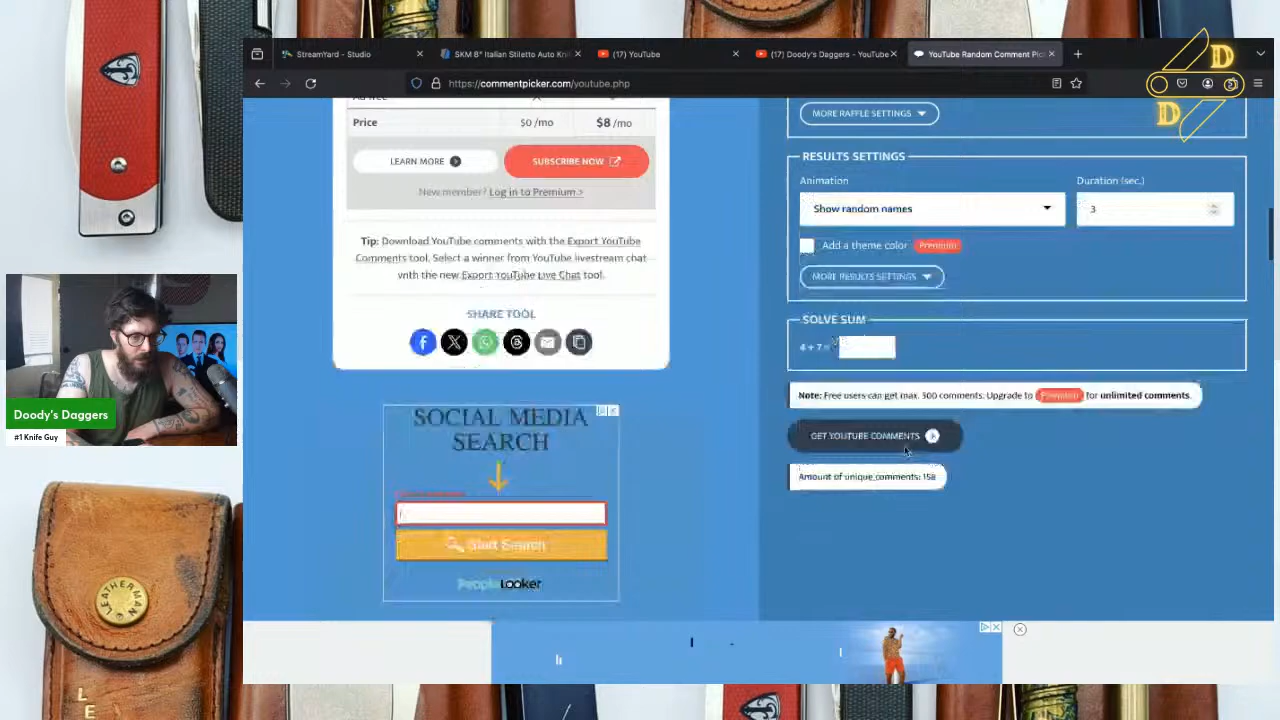 StreamYard - Studio
SKM 8" Italian Stiletto Auto Kni
(17) YouTube
(17) Doody's Daggers - YouTube
YouTube Random Comment Pic
https://commentpicker.com/youtube.php
D
D
Price
$0 /mo
$8 /mo
LEARN MORE
SUBSCRIBE NOW
New member? Log in to Premium >
Tip: Download YouTube comments with the Export YouTube
Comments tool. Select a winner from YouTube livestream chat
with the new Export YouTube Live Chat tool.
SHARE TOOL
SOCIAL MEDIA
SEARCH
Start Search
PeopleLooker
MORE RAFFLE SETTINGS
RESULTS SETTINGS
Animation
Duration (sec.)
Show random names
3
Add a theme color
Premium
MORE RESULTS SETTINGS
SOLVE SUM
4 + 7 =
Note: Free users can get max. 300 comments. Upgrade to Premium for unlimited comments.
GET YOUTUBE COMMENTS
Amount of unique comments: 158
Doody's Daggers
#1 Knife Guy
LEATHERMAN
L
E